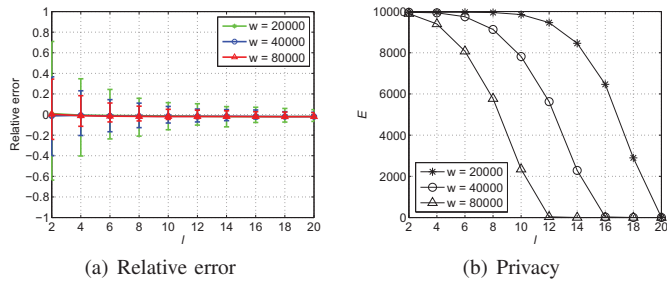 1
0.8
0.6
0.4
0.2
0
-0.2
-0.4
-0.6
-0.8
-1
Relative error
2 4 6 8 10 12 14 16 18 20
l
w = 20000
w = 40000
w = 80000
(a) Relative error
10000
8000
6000
4000
2000
0
E
2 4 6 8 10 12 14 16 18 20
l
w = 20000
w = 40000
w = 80000
(b) Privacy